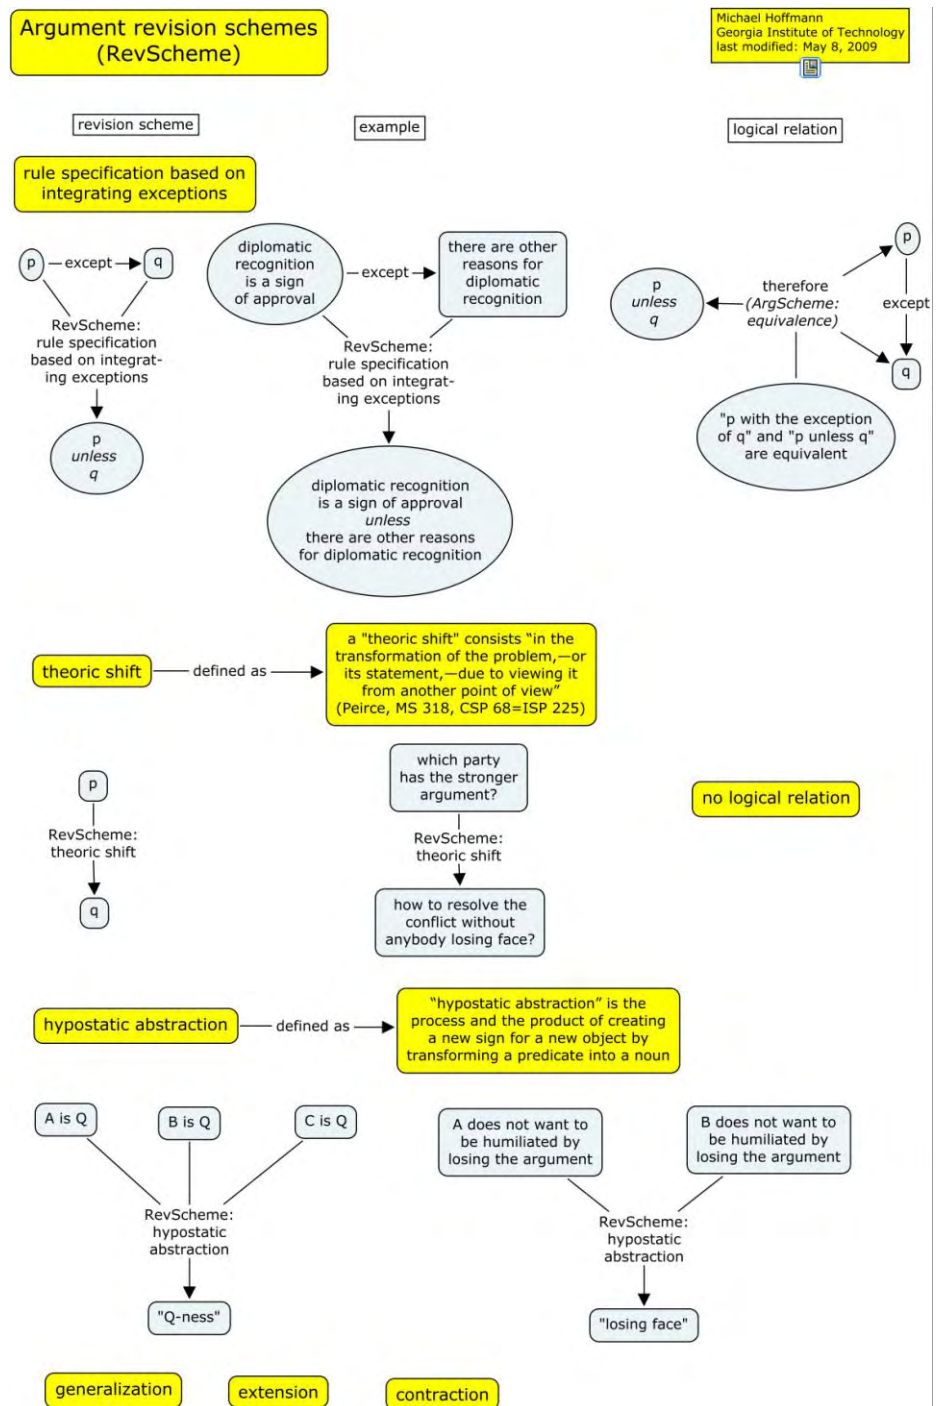 Argument revision schemes
(RevScheme)
Michael Hoffmann
Georgia Institute of Technology
last modified: May 8, 2009
revision scheme
example
logical relation
rule specification based on
integrating exceptions
p
except
q
RevScheme:
rule specification
based on integrat-
ing exceptions
p
unless
q
diplomatic
recognition
is a sign
of approval
except
there are other
reasons for
diplomatic
recognition
RevScheme:
rule specification
based on integrat-
ing exceptions
diplomatic recognition
is a sign of approval
unless
there are other reasons
for diplomatic recognition
p
unless
q
therefore
(ArgScheme:
equivalence)
p
except
q
"p with the exception
of q" and "p unless q"
are equivalent
theoric shift
defined as
a "theoric shift" consists “in the
transformation of the problem,—or
its statement,—due to viewing it
from another point of view”
(Peirce, MS 318, CSP 68=ISP 225)
p
RevScheme:
theoric shift
q
which party
has the stronger
argument?
RevScheme:
theoric shift
how to resolve the
conflict without
anybody losing face?
no logical relation
hypostatic abstraction
defined as
“hypostatic abstraction” is the
process and the product of creating
a new sign for a new object by
transforming a predicate into a noun
A is Q
B is Q
C is Q
RevScheme:
hypostatic
abstraction
"Q-ness"
A does not want to
be humiliated by
losing the argument
B does not want to
be humiliated by
losing the argument
RevScheme:
hypostatic
abstraction
"losing face"
generalization
extension
contraction